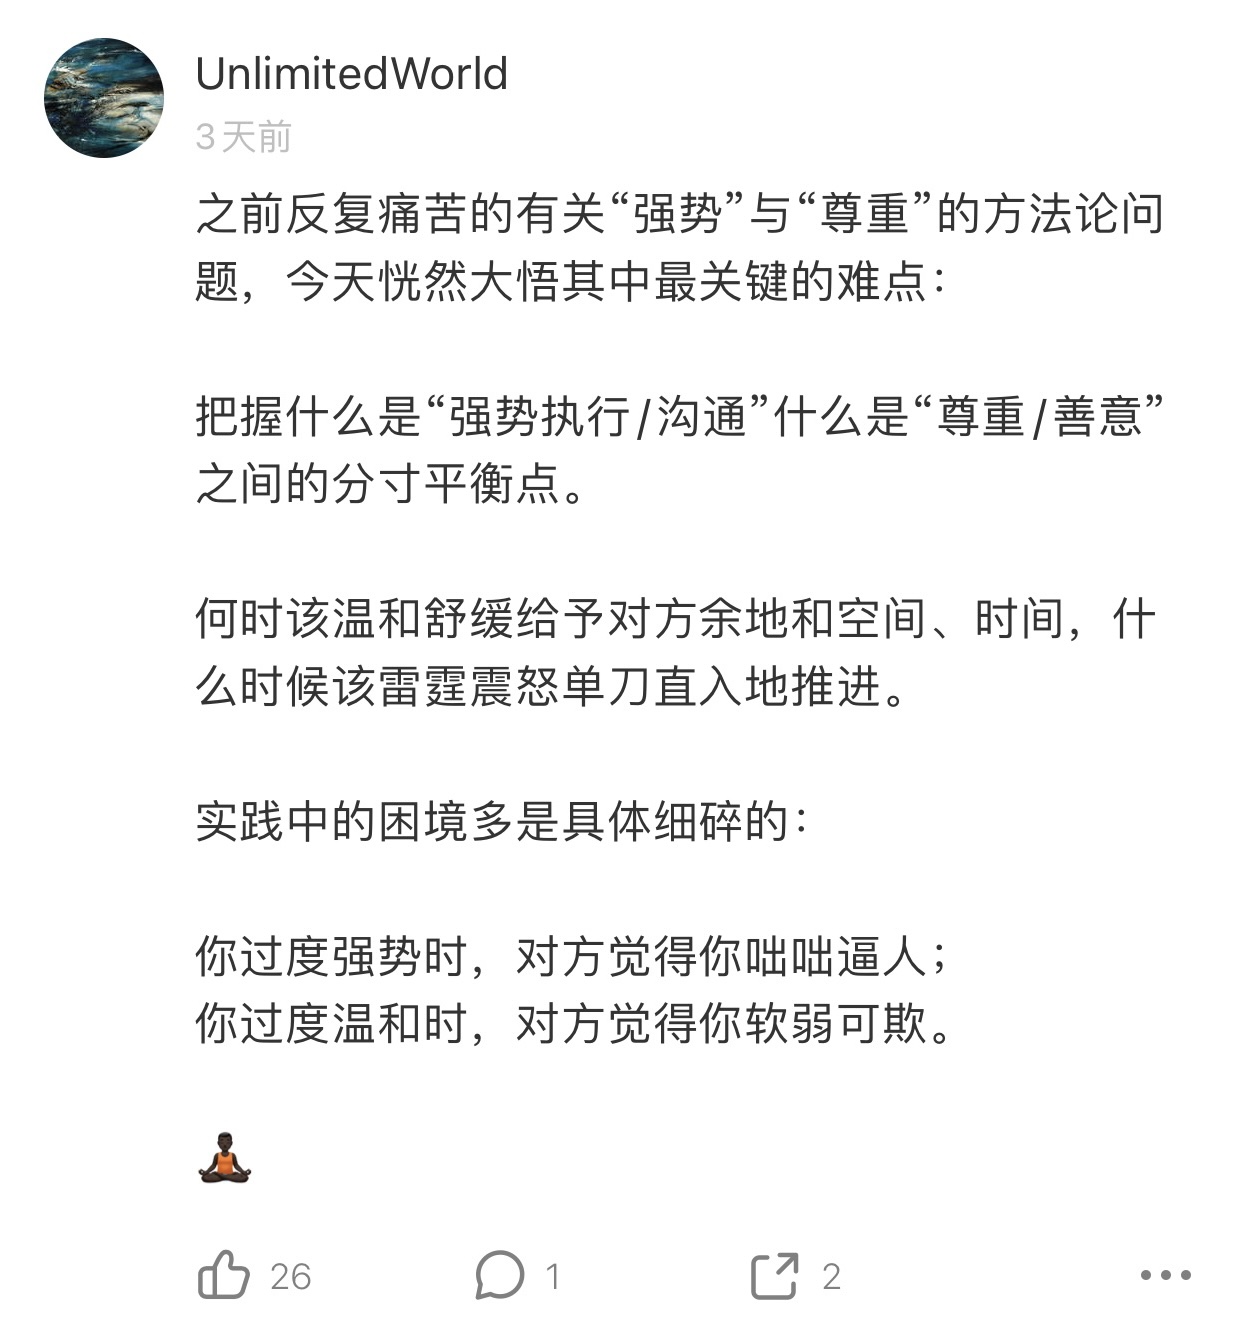 UnlimitedWorld
3天前
之前反复痛苦的有关“强势”与“尊重”的方法论问
题，今天恍然大悟其中最关键的难点：
把握什么是“强势执行/沟通”什么是“尊重/善意”
之间的分寸平衡点。
何时该温和舒缓给予对方余地和空间、时间，什
么时候该雷霆震怒单刀直入地推进。
实践中的困境多是具体细碎的：
你过度强势时，对方觉得你咄咄逼人；
你过度温和时，对方觉得你软弱可欺。
26 1 2